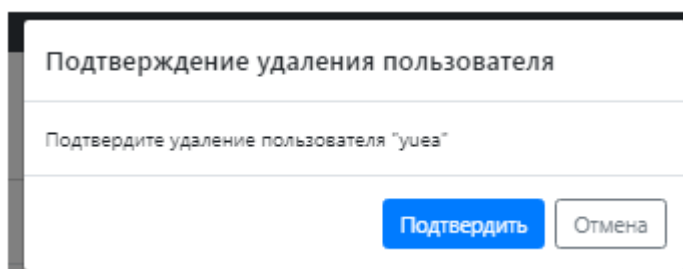 Подтверждение удаления пользователя
Подтвердите удаление пользователя "yuea"
Подтвердить
Отмена